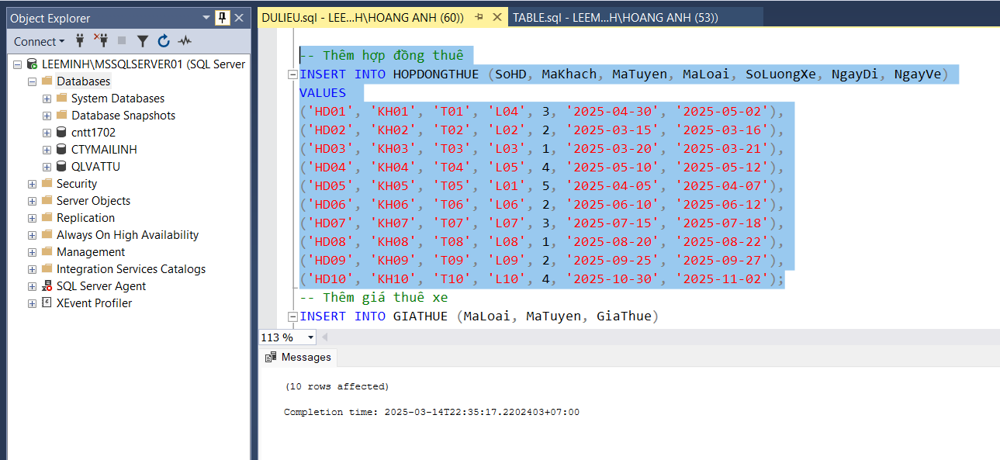 Object Explorer
Connect
LEEMINH\MSSQLSERVER01 (SQL Server
Databases
System Databases
Database Snapshots
cntt1702
CTYMAILINH
QLVATTU
Security
Server Objects
Replication
Always On High Availability
Management
Integration Services Catalogs
SQL Server Agent
XEvent Profiler
DULIEU.sql - LEE...H\HOANG ANH (60))
TABLE.sql - LEEM...H\HOANG ANH (53))
-- Thêm hợp đồng thuê
INSERT INTO HOPDONGTHUE (SoHD, MaKhach, MaTuyen, MaLoai, SoLuongXe, NgayDi, NgayVe)
VALUES
('HD01', 'KH01', 'T01', 'L04', 3, '2025-04-30', '2025-05-02'),
('HD02', 'KH02', 'T02', 'L02', 2, '2025-03-15', '2025-03-16'),
('HD03', 'KH03', 'T03', 'L03', 1, '2025-03-20', '2025-03-21'),
('HD04', 'KH04', 'T04', 'L05', 4, '2025-05-10', '2025-05-12'),
('HD05', 'KH05', 'T05', 'L01', 5, '2025-04-05', '2025-04-07'),
('HD06', 'KH06', 'T06', 'L06', 2, '2025-06-10', '2025-06-12'),
('HD07', 'KH07', 'T07', 'L07', 3, '2025-07-15', '2025-07-18'),
('HD08', 'KH08', 'T08', 'L08', 1, '2025-08-20', '2025-08-22'),
('HD09', 'KH09', 'T09', 'L09', 2, '2025-09-25', '2025-09-27'),
('HD10', 'KH10', 'T10', 'L10', 4, '2025-10-30', '2025-11-02');
-- Thêm giá thuê xe
INSERT INTO GIATHUE (MaLoai, MaTuyen, GiaThue)
113 %
Messages
(10 rows affected)
Completion time: 2025-03-14T22:35:17.2202403+07:00